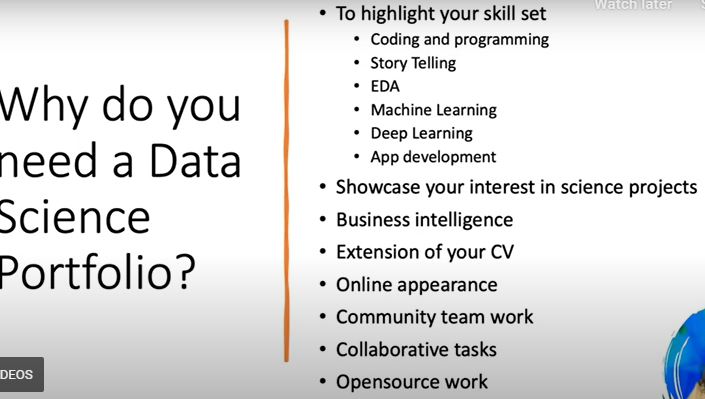 Watch later
Why do you
need a Data
Science
Portfolio?
• To highlight your skill set
• Coding and programming
• Story Telling
• EDA
• Machine Learning
• Deep Learning
• App development
• Showcase your interest in science projects
• Business intelligence
• Extension of your CV
• Online appearance
• Community team work
• Collaborative tasks
• Opensource work
DEOS